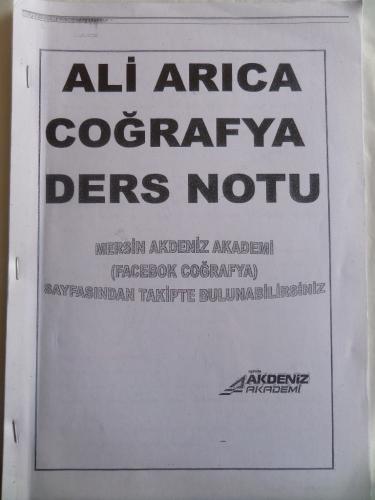 ALİ ARICA
COĞRAFYA
DERS NOTU
MERSİN AKDENİZ AKADEMİ
(FACEBOK COĞRAFYA)
SAYFASINDAN TAKİPTE BULUNABİLİRSİNİZ
AKDENİZ
AKADEMİ